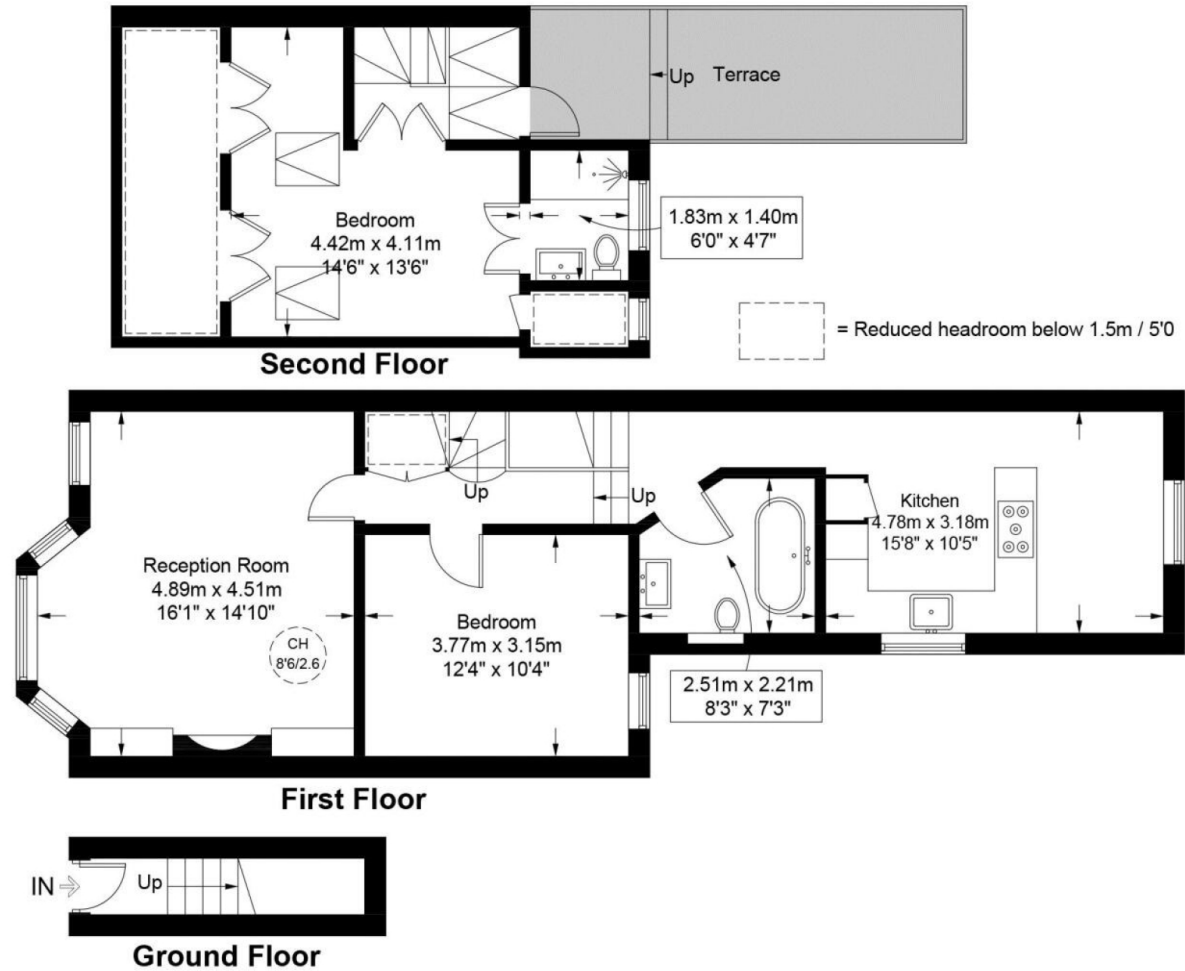 Up
Terrace
Bedroom
4.42m x 4.11m
14'6" x 13'6"
1.83m x 1.40m
6'0" x 4'7"
= Reduced headroom below 1.5m / 5'0
Second Floor
Up
Up
Kitchen
4.78m x 3.18m
15'8" x 10'5"
Reception Room
4.89m x 4.51m
16'1" x 14'10"
CH
8'6/2.6
Bedroom
3.77m x 3.15m
12'4" x 10'4"
2.51m x 2.21m
8'3" x 7'3"
First Floor
IN
Up
Ground Floor